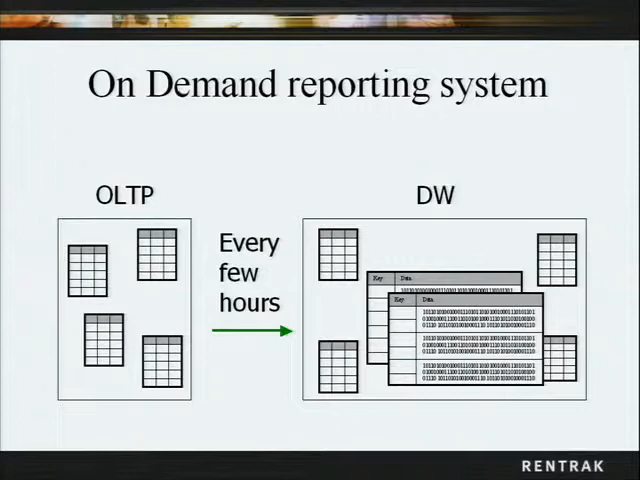 On Demand reporting system
OLTP
DW
Every
few
hours
Key Data
Key Data
RENTRAK